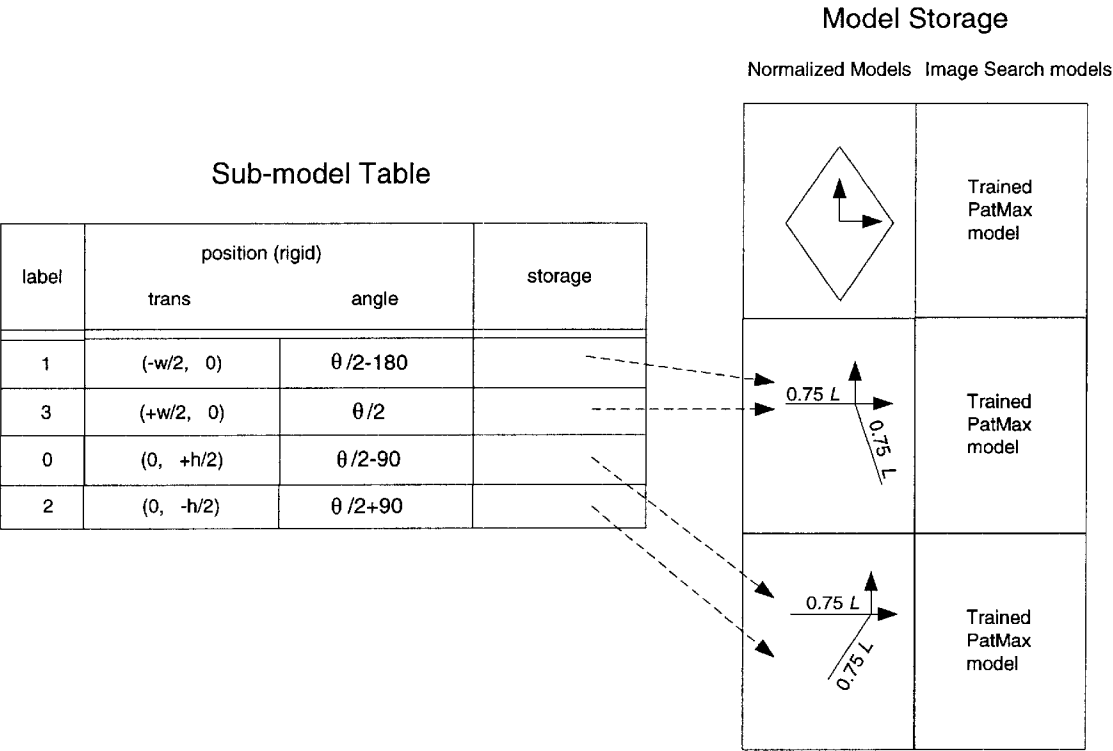 Model Storage
Normalized Models Image Search models
Trained
PatMax
model
Sub-model Table
label position (rigid) storage
trans angle
1 (-w/2, 0) θ/2-180
3 (+w/2, 0) θ/2
0 (0, +h/2) θ/2-90
2 (0, -h/2) θ/2+90
0.75 L
0.75 L
Trained
PatMax
model
0.75 L
0.75 L
Trained
PatMax
model